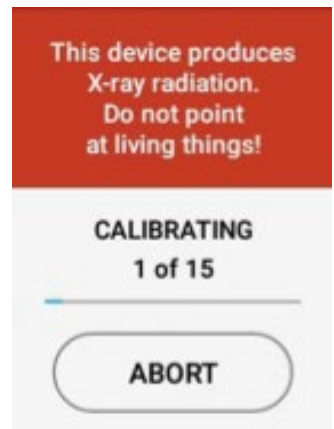 This device produces
X-ray radiation.
Do not point
at living things!
CALIBRATING
1 of 15
ABORT